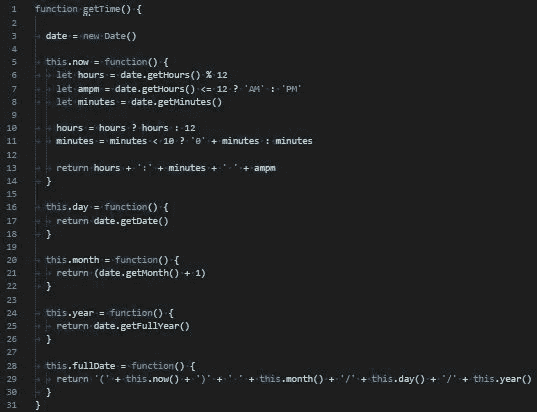 1 function getTime() {
2
3 date = new Date()
4
5 this.now = function() {
6 let hours = date.getHours() % 12
7 let ampm = date.getHours() <= 12 ? 'AM' : 'PM'
8 let minutes = date.getMinutes()
9
10 hours = hours ? hours : 12
11 minutes = minutes < 10 ? '0' + minutes : minutes
12
13 return hours + ':' + minutes + ' ' + ampm
14 }
15
16 this.day = function() {
17 return date.getDate()
18 }
19
20 this.month = function() {
21 return (date.getMonth() + 1)
22 }
23
24 this.year = function() {
25 return date.getFullYear()
26 }
27
28 this.fullDate = function() {
29 return '(' + this.now() + ')' + ' ' + this.month() + '/' + this.day() + '/' + this.year()
30 }
31 }